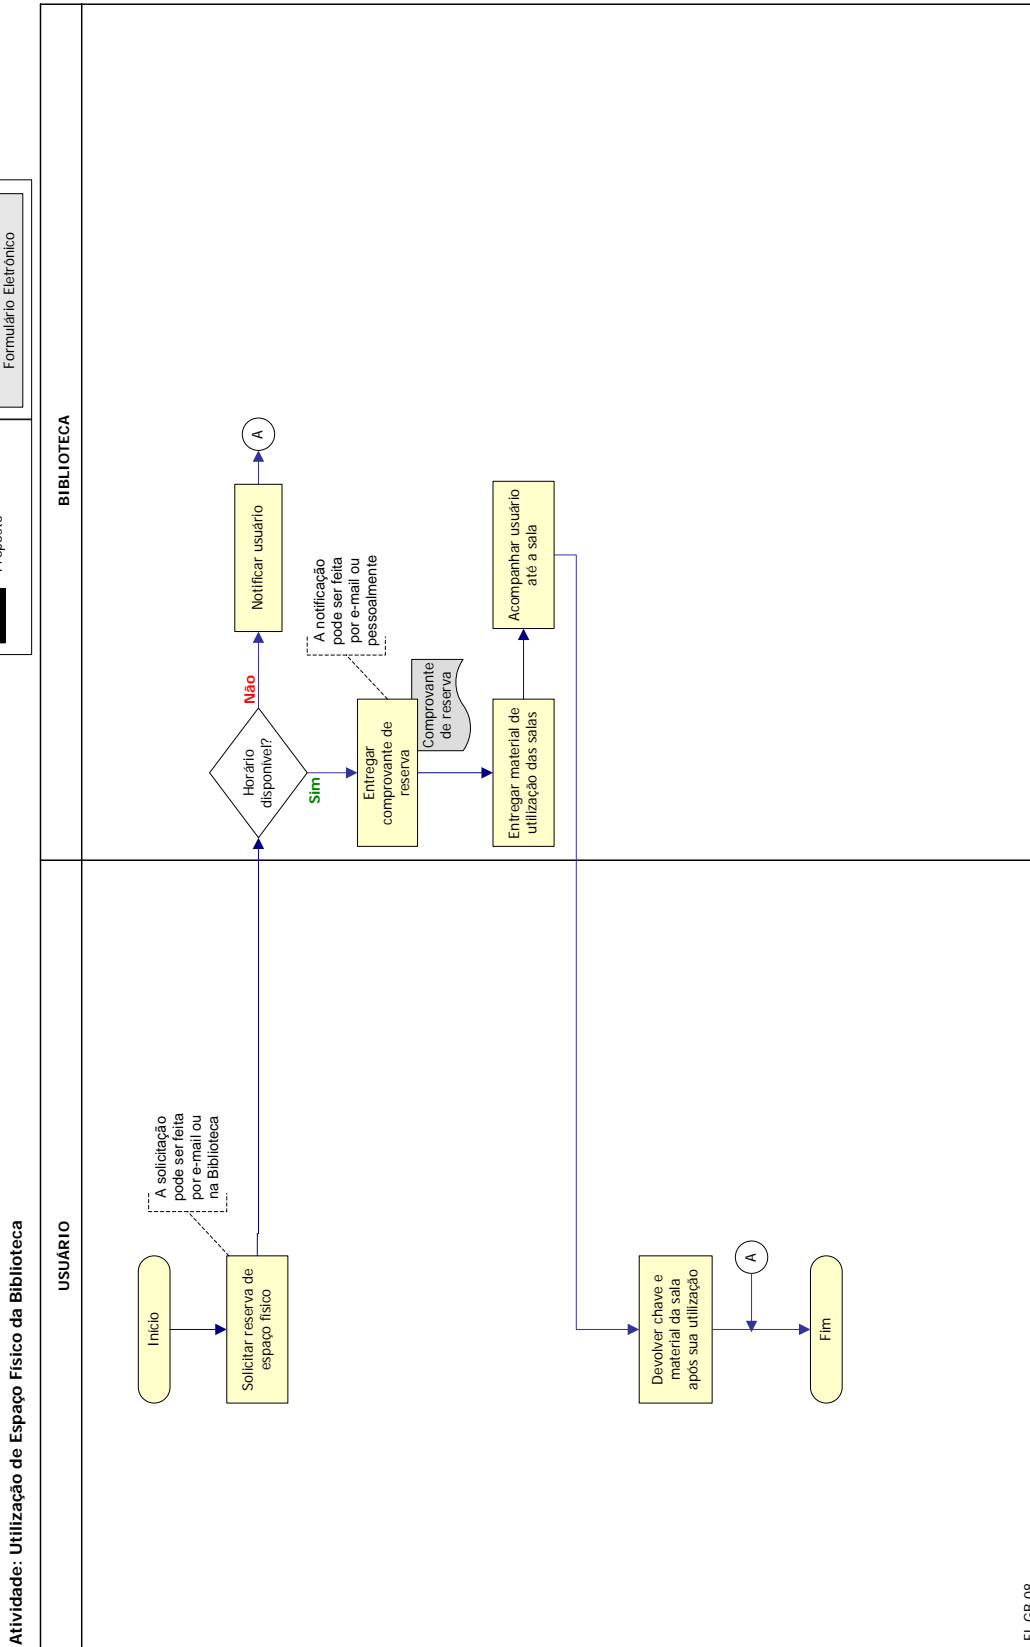 Atividade: Utilização de Espaço Físico da Biblioteca
Formulário Eletrônico
USUÁRIO
BIBLIOTECA
Início
A solicitação
pode ser feita
por e-mail ou
na Biblioteca
Solicitar reserva de
espaço físico
Horário
disponível?
Não
Notificar usuário
A
Sim
A notificação
pode ser feita
por e-mail ou
pessoalmente
Entregar
comprovante de
reserva
Comprovante
de reserva
Entregar material de
utilização das salas
Acompanhar usuário
até a sala
Devolver chave e
material da sala
após sua utilização
A
Fim